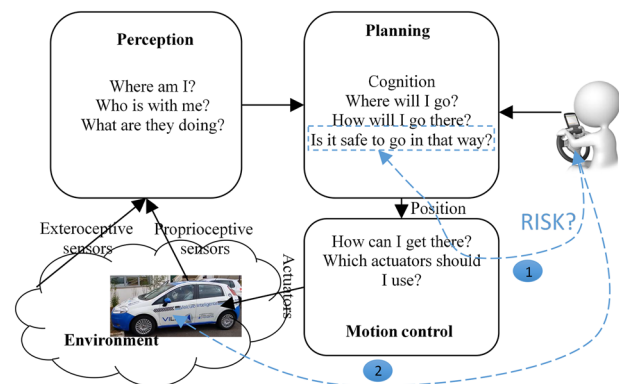 Perception
Where am I?
Who is with me?
What are they doing?
Planning
Cognition
Where will I go?
How will I go there?
Is it safe to go in that way?
Exteroceptive
sensors
Proprioceptive
sensors
Actuators
Position
RISK?
How can I get there?
Which actuators should
I use?
Motion control
Environment
1
2